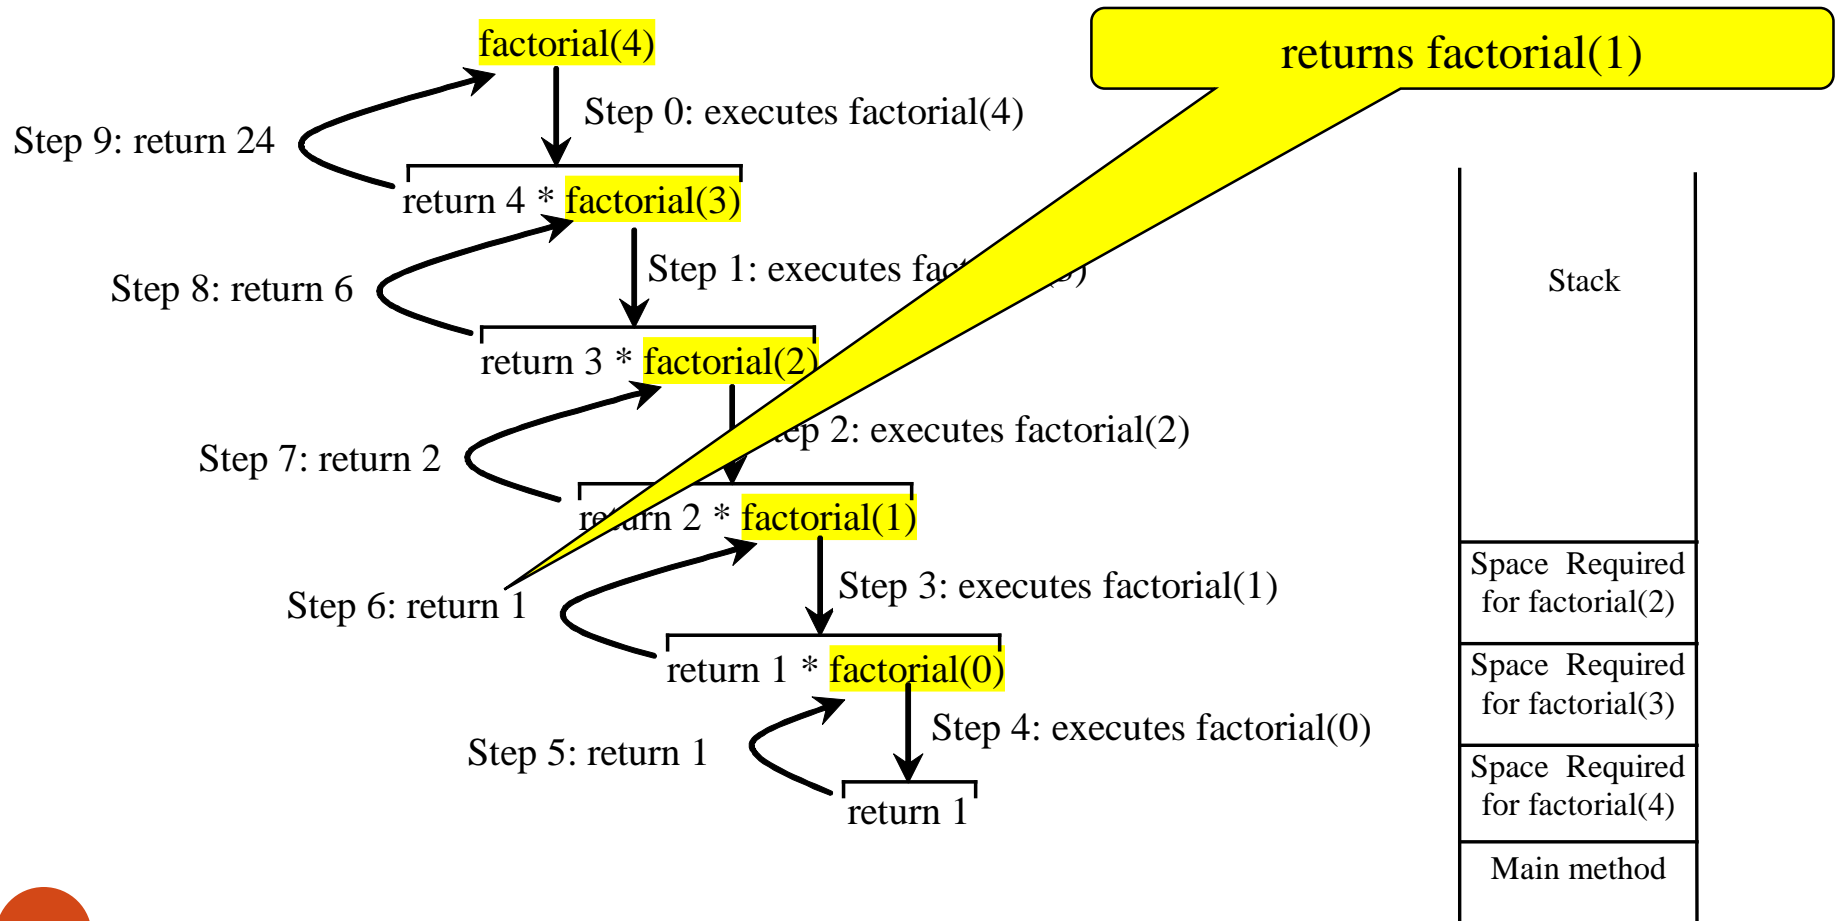 factorial(4)
returns factorial(1)
Step 0: executes factorial(4)
Step 9: return 24
return 4 * factorial(3)
Step 1: executes
Step 8: return 6
Stack
return 3 * factorial(2)
2: executes factorial(2)
Step 7: return 2
return 2 * factorial(1)
Step 3: executes factorial(1)
Step 6: return 1
return 1 * factorial(0)
Step 4: executes factorial(0)
Step 5: return 1
return 1
Space Required
for factorial(2)
Space Required
for factorial(3)
Space Required
for factorial(4)
Main method